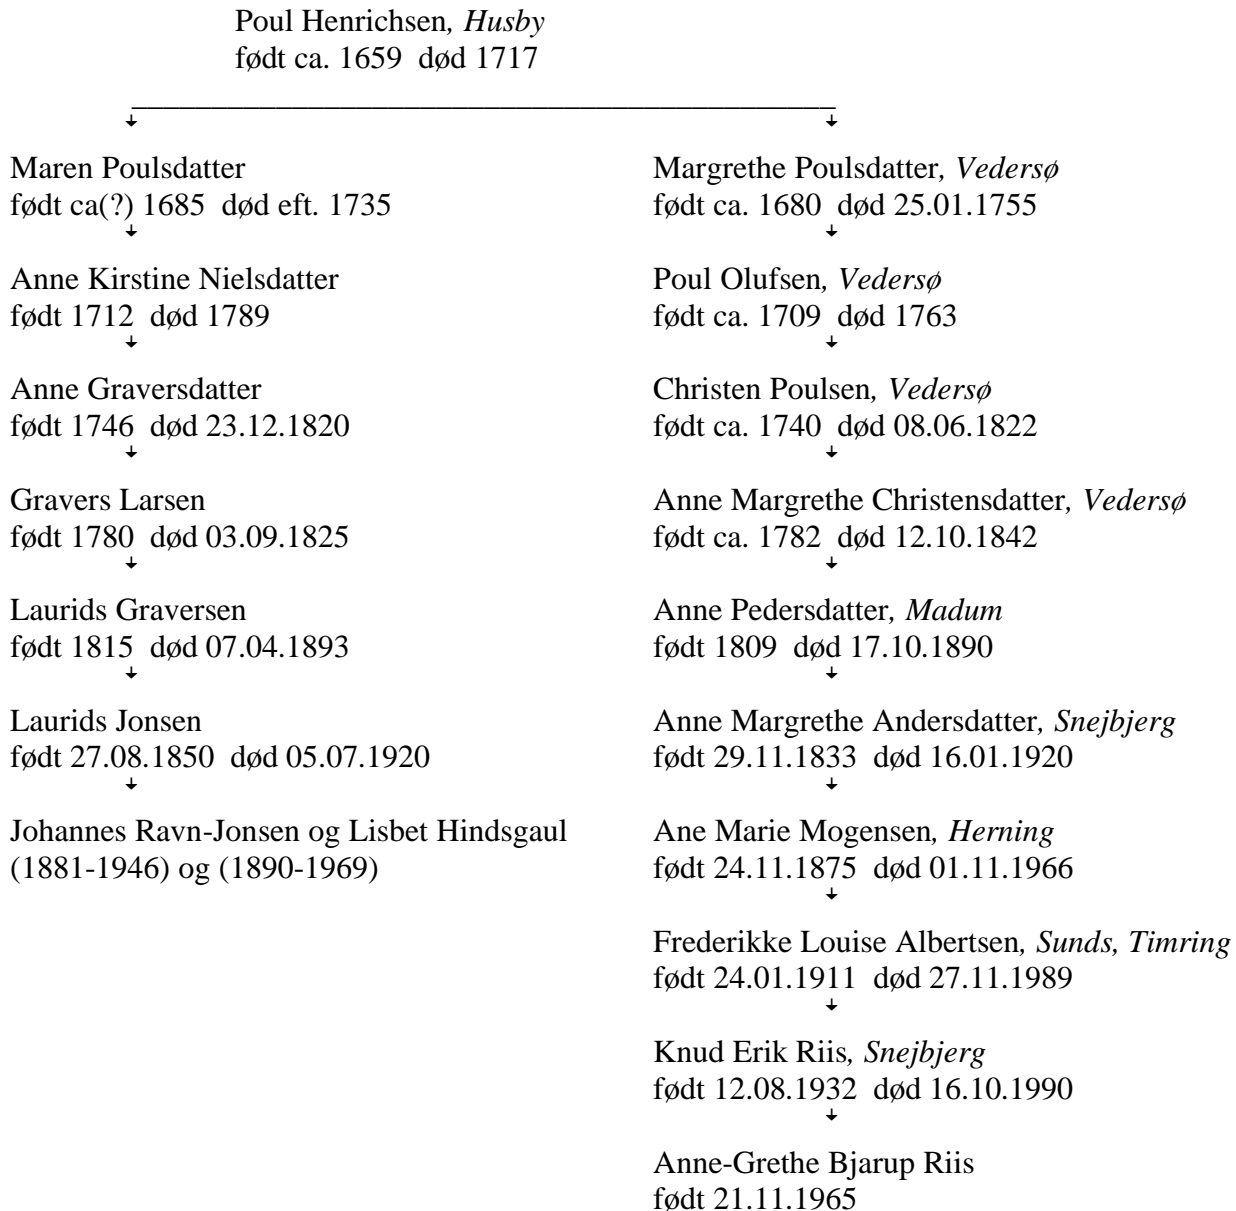 Poul Henrichsen, Husby
født ca. 1659  død 1717
Maren Poulsdatter
født ca(?) 1685  død eft. 1735
Anne Kirstine Nielsdatter
født 1712  død 1789
Anne Graversdatter
født 1746  død 23.12.1820
Gravers Larsen
født 1780  død 03.09.1825
Laurids Graversen
født 1815  død 07.04.1893
Laurids Jonsen
født 27.08.1850  død 05.07.1920
Johannes Ravn-Jonsen og Lisbet Hindsgaul
(1881-1946) og (1890-1969)
Margrethe Poulsdatter, Vedersø
født ca. 1680  død 25.01.1755
Poul Olufsen, Vedersø
født ca. 1709  død 1763
Christen Poulsen, Vedersø
født ca. 1740  død 08.06.1822
Anne Margrethe Christensdatter, Vedersø
født ca. 1782  død 12.10.1842
Anne Pedersdatter, Madum
født 1809  død 17.10.1890
Anne Margrethe Andersdatter, Snejbjerg
født 29.11.1833  død 16.01.1920
Ane Marie Mogensen, Herning
født 24.11.1875  død 01.11.1966
Frederikke Louise Albertsen, Sunds, Timring
født 24.01.1911  død 27.11.1989
Knud Erik Riis, Snejbjerg
født 12.08.1932  død 16.10.1990
Anne-Grethe Bjarup Riis
født 21.11.1965